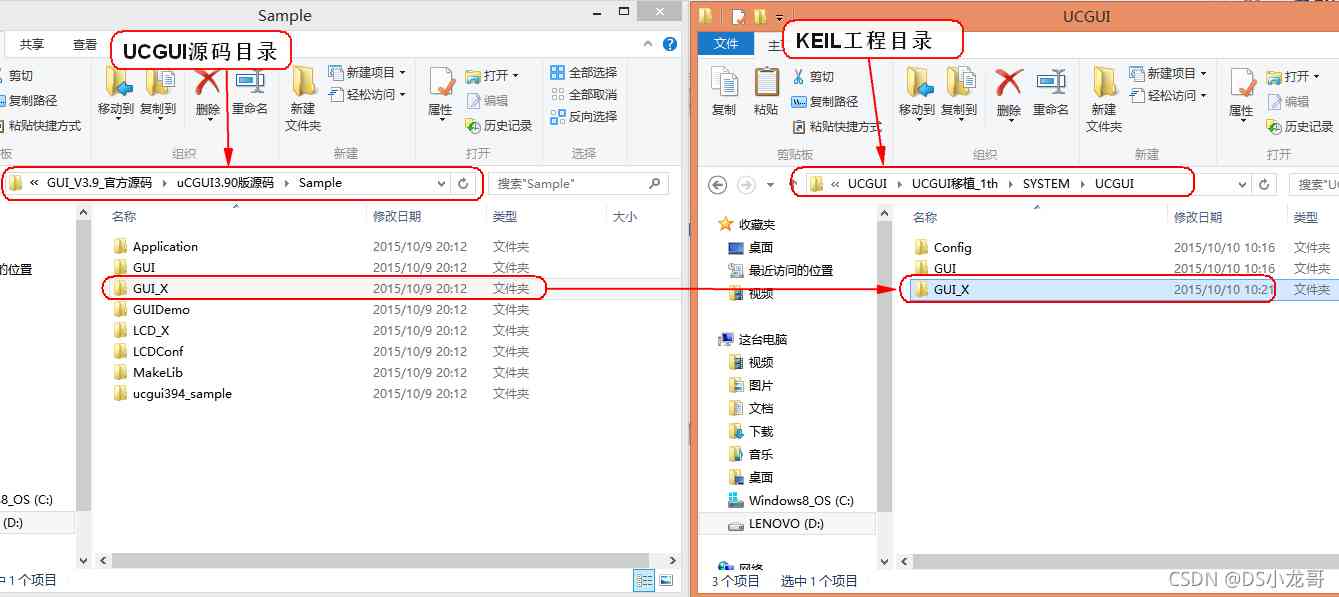 Sample
共享 查看
UCGUI源码目录
剪切
复制路径
粘贴快捷方式
移动到 复制到 删除 重命名
新建
文件夹
新建项目
轻松访问
属性
打开
编辑
历史记录
全部选择
全部取消
反向选择
板 组织 新建 打开 选择
« GUI_V3.9_官方源码 › uCGUI3.90版源码 › Sample
搜索"Sample"
名称 修改日期 类型 大小
Application 2015/10/9 20:12 文件夹
GUI 2015/10/9 20:12 文件夹
GUI_X 2015/10/9 20:12 文件夹
GUIDemo 2015/10/9 20:12 文件夹
LCD_X 2015/10/9 20:12 文件夹
LCDConf 2015/10/9 20:12 文件夹
MakeLib 2015/10/9 20:12 文件夹
ucgui394_sample 2015/10/9 20:12 文件夹
的位置
8_OS (C:)
(D:)
中 1 个项目
UCGUI
文件 主
KEIL工程目录
复制 粘贴
剪切
复制路径
粘贴快捷方式
移动到 复制到 删除 重命名
新建
文件夹
新建项目
轻松访问
属性
打开
编辑
历史记录
剪贴板 组织 新建 打开
« UCGUI › UCGUI移植_1th › SYSTEM › UCGUI
搜索"U
收藏夹
桌面
最近访问的位置
视频
这台电脑
视频
图片
文档
下载
音乐
桌面
Windows8_OS (C:)
LENOVO (D:)
网络
名称 修改日期 类型
Config 2015/10/10 10:16 文件夹
GUI 2015/10/10 10:16 文件夹
GUI_X 2015/10/10 10:21 文件夹
3 个项目 选中 1 个项目
CSDN @DS小龙哥